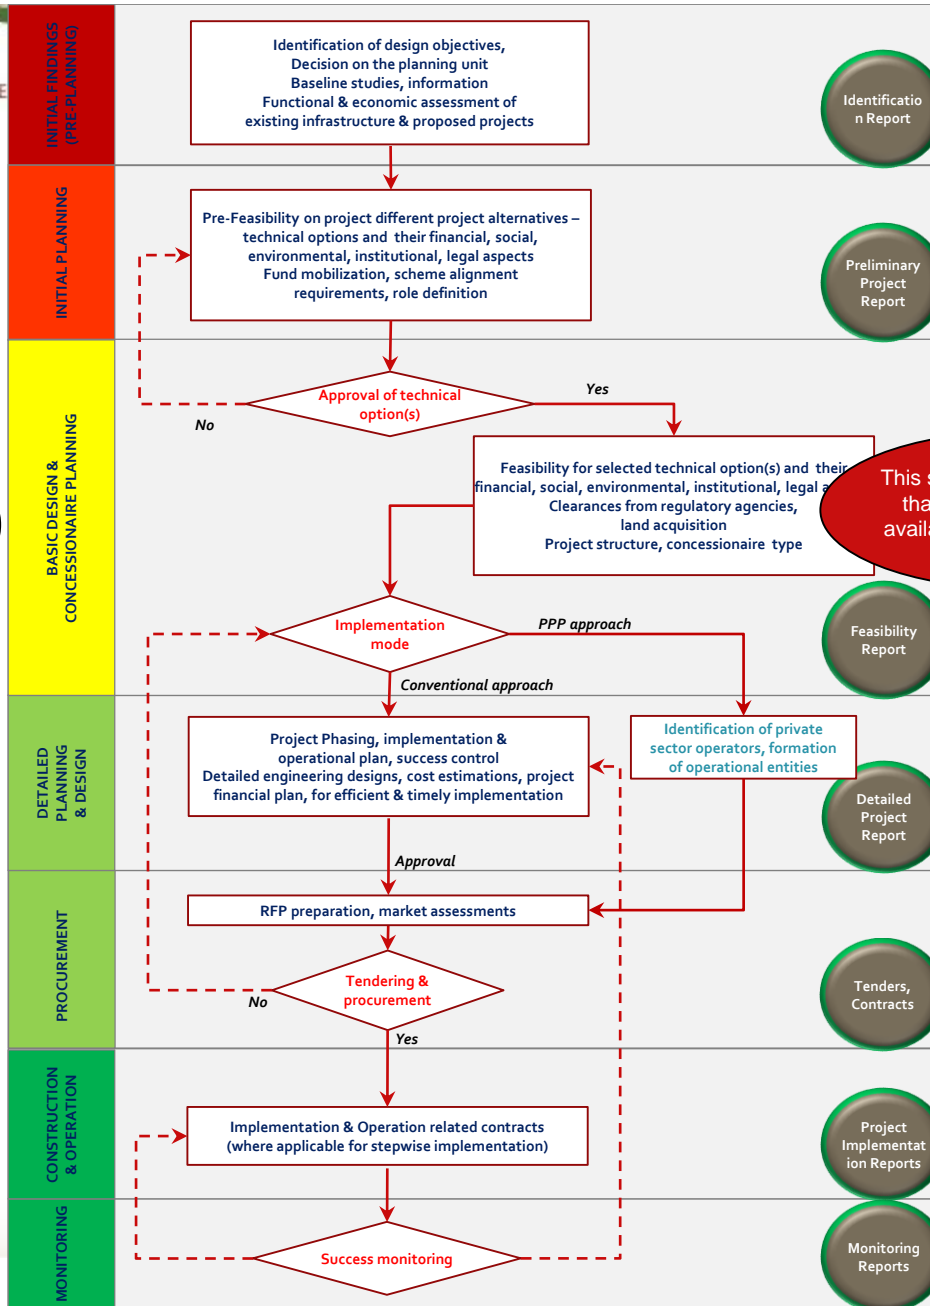 INITIAL FINDINGS
(PRE-PLANNING)
Identification of design objectives,
Decision on the planning unit
Baseline studies, information
Functional & economic assessment of
existing infrastructure & proposed projects
Identificatio
n Report
INITIAL PLANNING
Pre-Feasibility on project different project alternatives –
technical options and their financial, social,
environmental, institutional, legal aspects
Fund mobilization, scheme alignment
requirements, role definition
Preliminary
Project
Report
BASIC DESIGN &
CONCESSIONAIRE PLANNING
Approval of technical
option(s)
Yes
No
Feasibility for selected technical option(s) and their
financial, social, environmental, institutional, legal
Clearances from regulatory agencies,
land acquisition
Project structure, concessionaire type
This
Implementation
mode
PPP approach
Conventional approach
Feasibility
Report
DETAILED
PLANNING
& DESIGN
Project Phasing, implementation &
operational plan, success control
Detailed engineering designs, cost estimations, project
financial plan, for efficient & timely implementation
Identification of private
sector operators, formation
of operational entities
Detailed
Project
Report
Approval
PROCUREMENT
RFP preparation, market assessments
Tendering &
procurement
No
Yes
Tenders,
Contracts
CONSTRUCTION
& OPERATION
Implementation & Operation related contracts
(where applicable for stepwise implementation)
Project
Implementat
ion Reports
MONITORING
Success monitoring
Monitoring
Reports